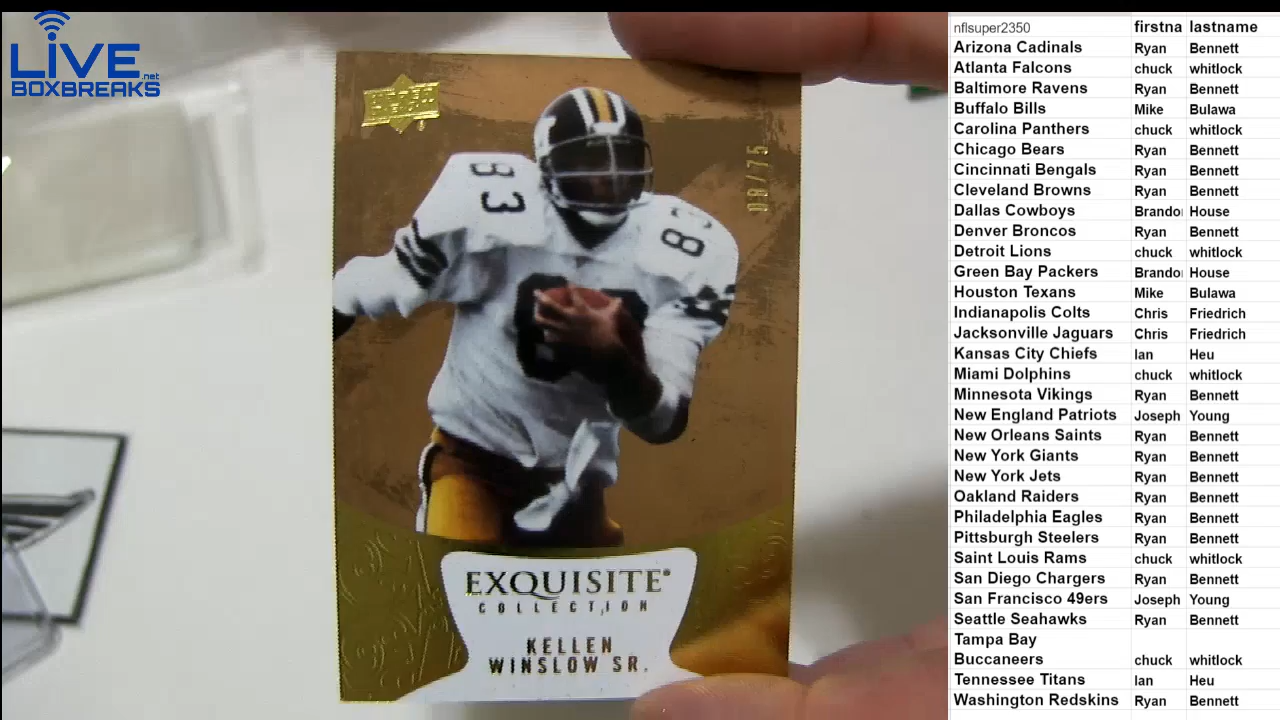 LIVE
.net
BOXBREAKS
UPPER DECK
83
83
08/75
EXQUISITE
COLLECTION
KELLEN
WINSLOW SR.
nflsuper2350 firstna lastname
Arizona Cadinals Ryan Bennett
Atlanta Falcons chuck whitlock
Baltimore Ravens Ryan Bennett
Buffalo Bills Mike Bulawa
Carolina Panthers chuck whitlock
Chicago Bears Ryan Bennett
Cincinnati Bengals Ryan Bennett
Cleveland Browns Ryan Bennett
Dallas Cowboys Brando House
Denver Broncos Ryan Bennett
Detroit Lions chuck whitlock
Green Bay Packers Brando House
Houston Texans Mike Bulawa
Indianapolis Colts Chris Friedrich
Jacksonville Jaguars Chris Friedrich
Kansas City Chiefs Ian Heu
Miami Dolphins chuck whitlock
Minnesota Vikings Ryan Bennett
New England Patriots Joseph Young
New Orleans Saints Ryan Bennett
New York Giants Ryan Bennett
New York Jets Ryan Bennett
Oakland Raiders Ryan Bennett
Philadelphia Eagles Ryan Bennett
Pittsburgh Steelers Ryan Bennett
Saint Louis Rams chuck whitlock
San Diego Chargers Ryan Bennett
San Francisco 49ers Joseph Young
Seattle Seahawks Ryan Bennett
Tampa Bay
Buccaneers chuck whitlock
Tennessee Titans Ian Heu
Washington Redskins Ryan Bennett